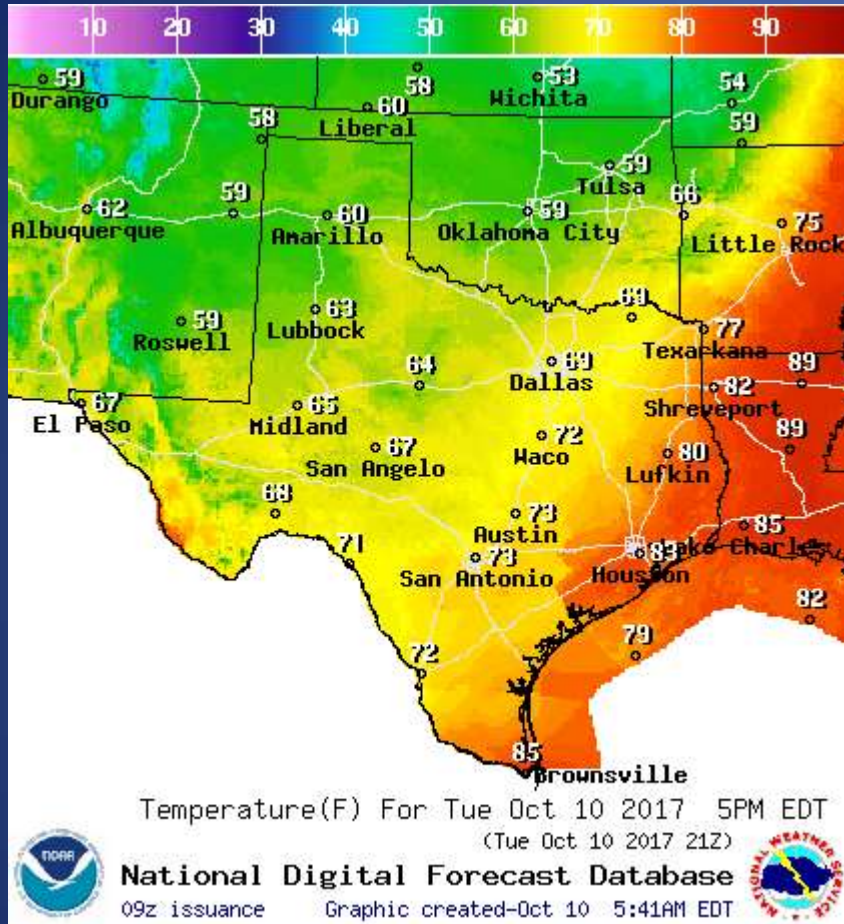 10 20 30 40 50 60 70 80 90
59 58 53 54
Durango Wichita
60
Liberal
58 59
59
Tulsa
62 59 60 59 66 75
Albuquerque Amarillo Oklahoma City Little Rock
59 63 69 77
Roswell Lubbock Texarkana
64 69 89
Dallas
67 65 82
El Paso Midland Shreveport
67 72 80 89
San Angelo Waco Lufkin
68 73 85
Austin Lake Charles
71 73 83
San Antonio Houston
82
72 79
85
Brownsville
Temperature(F) For Tue Oct 10 2017 5PM EDT
(Tue Oct 10 2017 21Z)
NOAA
National Digital Forecast Database
09z issuance Graphic created-Oct 10 5:41AM EDT
NATIONAL WEATHER SERVICE